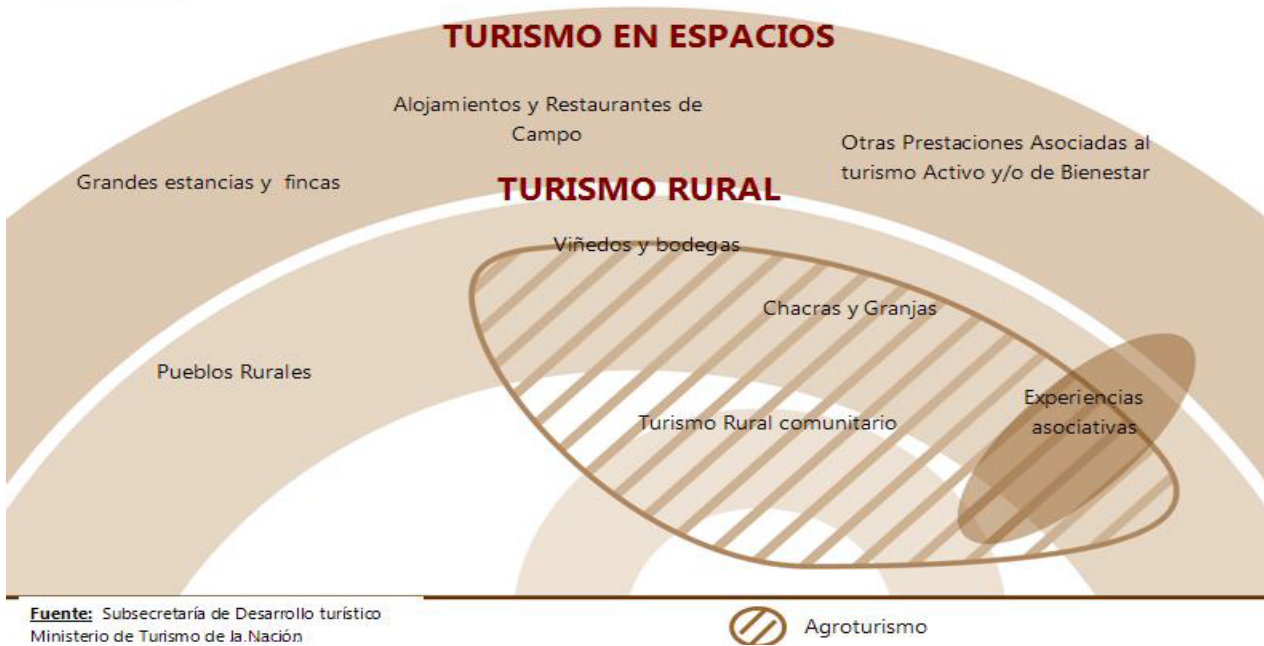 TURISMO EN ESPACIOS
Alojamientos y Restaurantes de
Campo
Otras Prestaciones Asociadas al
turismo Activo y/o de Bienestar
Grandes estancias y fincas
TURISMO RURAL
Viñedos y bodegas
Chacras y Granjas
Pueblos Rurales
Experiencias
asociativas
Turismo Rural comunitario
Fuente: Subsecretaría de Desarrollo turístico
Ministerio de Turismo de la.Nación
Agroturismo